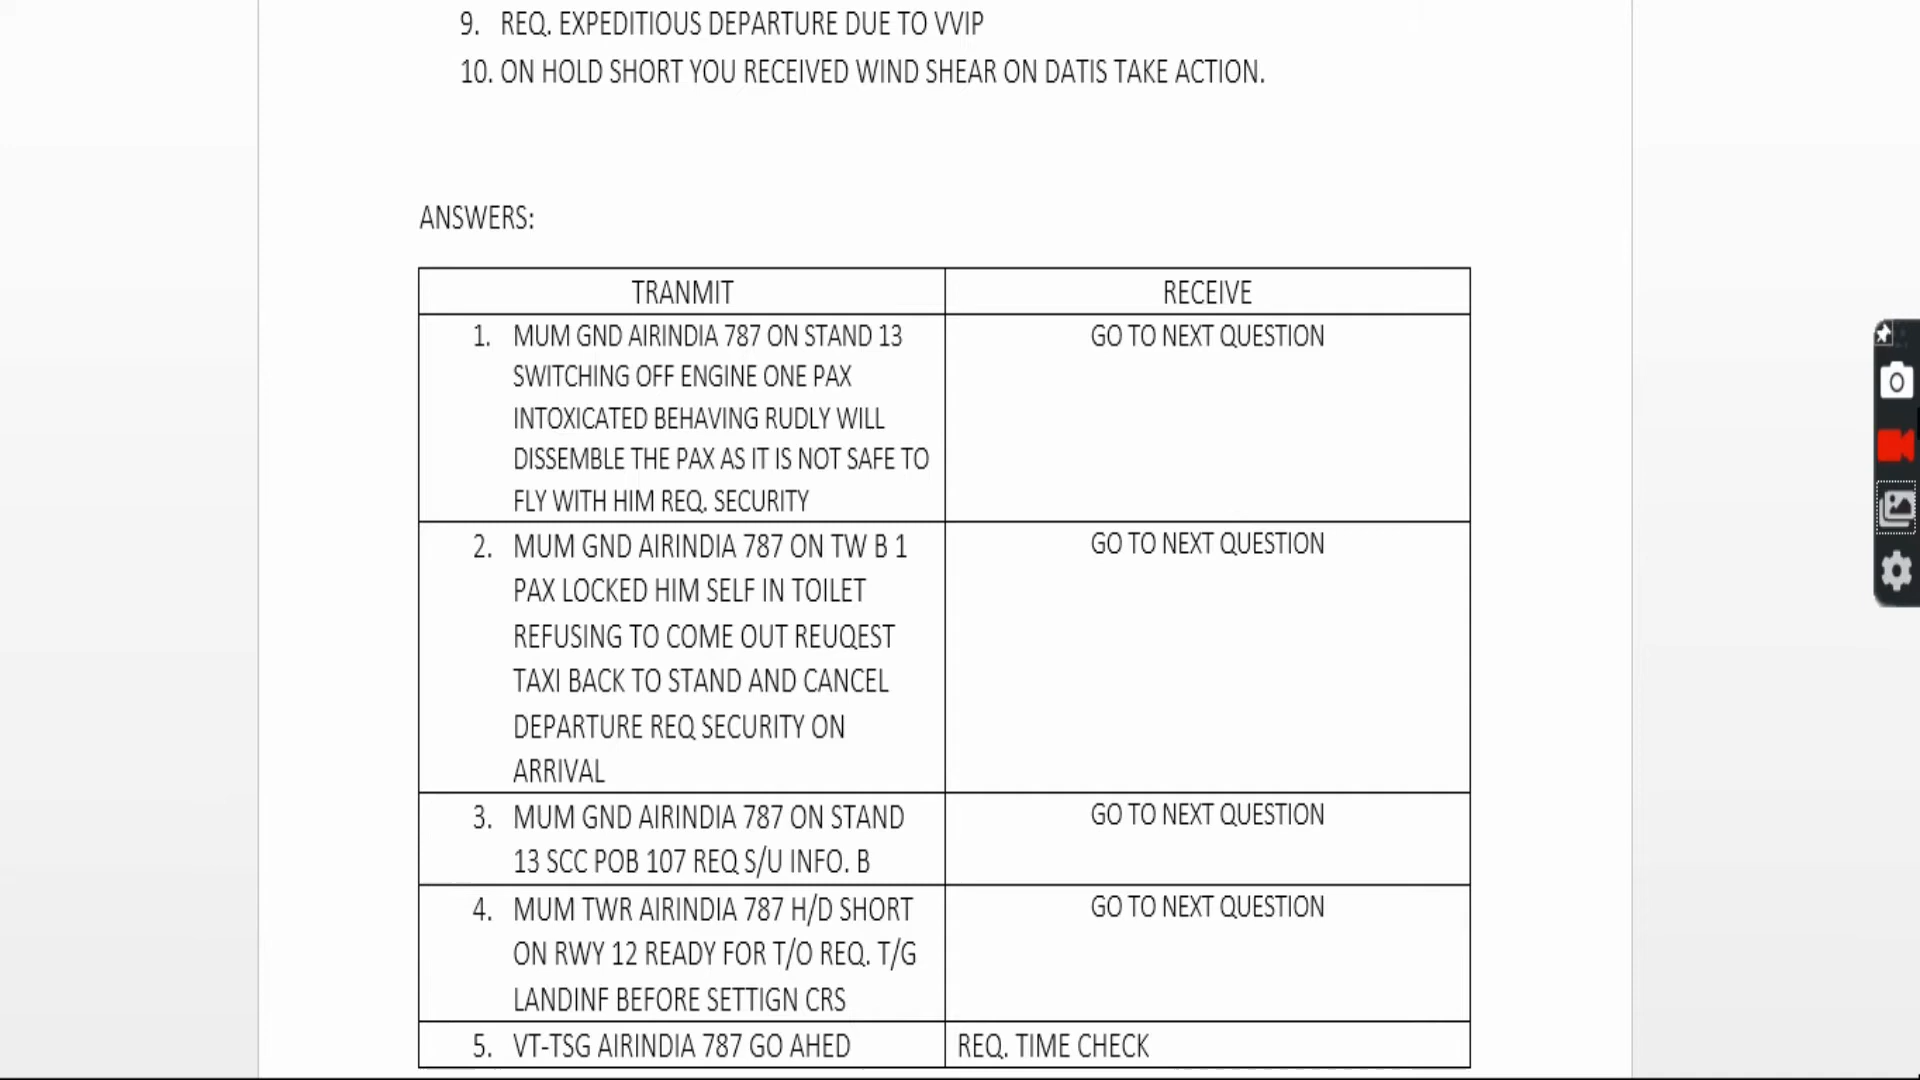 9. REQ. EXPEDITIOUS DEPARTURE DUE TO VVIP
10. ON HOLD SHORT YOU RECEIVED WIND SHEAR ON DATIS TAKE ACTION.
ANSWERS:
TRANMIT
RECEIVE
1. MUM GND AIRINDIA 787 ON STAND 13
SWITCHING OFF ENGINE ONE PAX
INTOXICATED BEHAVING RUDLY WILL
DISSEMBLE THE PAX AS IT IS NOT SAFE TO
FLY WITH HIM REQ. SECURITY
GO TO NEXT QUESTION
2. MUM GND AIRINDIA 787 ON TW B 1
PAX LOCKED HIM SELF IN TOILET
REFUSING TO COME OUT REUQEST
TAXI BACK TO STAND AND CANCEL
DEPARTURE REQ SECURITY ON
ARRIVAL
GO TO NEXT QUESTION
3. MUM GND AIRINDIA 787 ON STAND
13 SCC POB 107 REQ S/U INFO. B
GO TO NEXT QUESTION
4. MUM TWR AIRINDIA 787 H/D SHORT
ON RWY 12 READY FOR T/O REQ. T/G
LANDINF BEFORE SETTIGN CRS
GO TO NEXT QUESTION
5. VT-TSG AIRINDIA 787 GO AHED
REQ. TIME CHECK